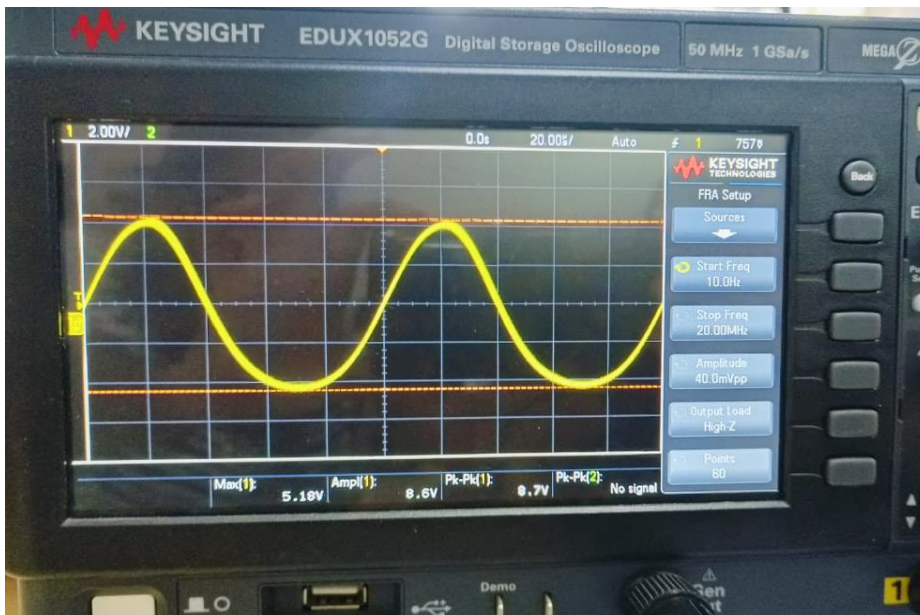 KEYSIGHT EDUX1052G Digital Storage Oscilloscope 50 MHz 1 GSa/s MEGA Z
1 2.00V/ 2 0.0s 20.00s/ Auto 1 757
KEYSIGHT
TECHNOLOGIES
FRA Setup
Sources
Start Freq
10.0Hz
Stop Freq
20.00MHz
Amplitude
40.0mVpp
Output Load
High-Z
Points
60
Max(1): Ampl(1): Pk-Pk(1): Pk-Pk(2):
5.18V 8.6V 8.7V No signal
Back
Demo
Gen
1